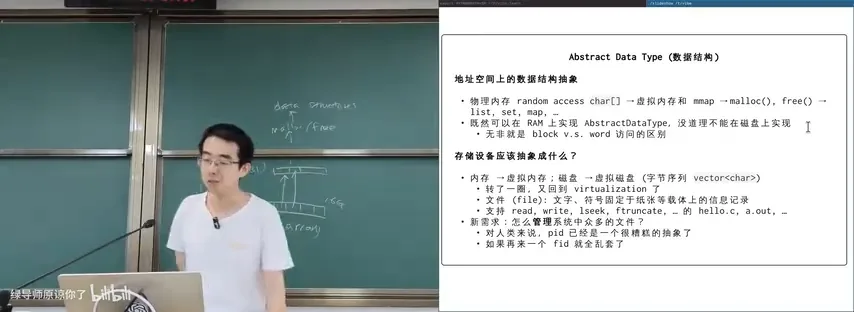 data structures
/free
绿导师原谅你了
bilibili
Abstract Data Type (数据结构)
地址空间上的数据结构抽象
• 物理内存 random access char[] →虚拟内存和 mmap →malloc(), free() →
list, set, map, …
• 既然可以在 RAM 上实现 AbstractDataType, 没道理不能在磁盘上实现
• 无非就是 block v.s. word 访问的区别
存储设备应该抽象成什么？
• 内存 →虚拟内存；磁盘 →虚拟磁盘 (字节序列 vector<char>)
• 转了一圈，又回到 virtualization 了
• 文件 (file): 文字、符号固定于纸张等载体上的信息记录
• 支持 read, write, lseek, ftruncate, … 的 hello.c, a.out, …
• 新需求：怎么管理系统中众多的文件？
• 对人类来说, pid 已经是一个很糟糕的抽象了
• 如果再来一个 fid 就全乱套了